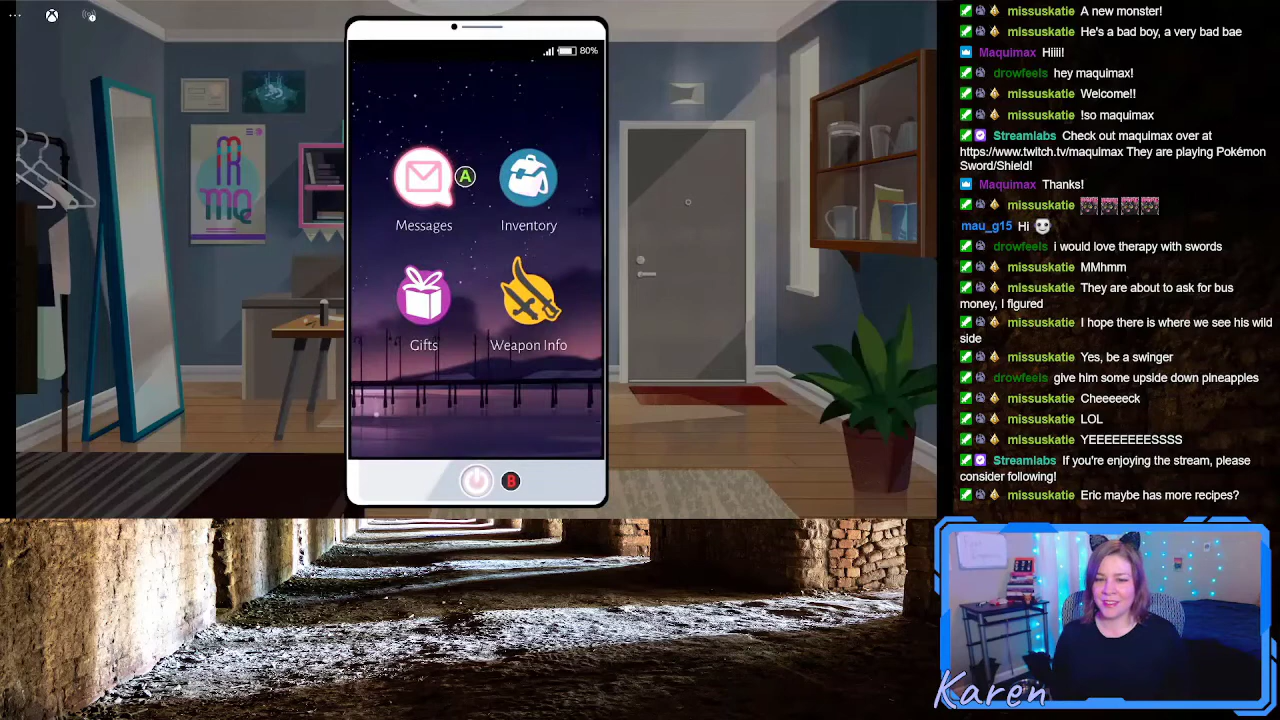 80%
A
Messages
Inventory
Gifts
Weapon Info
B
missuskatie A new monster!
missuskatie He's a bad boy, a very bad bae
Maquimax Hiiii!
drowfeels hey maquimax!
missuskatie Welcome!!
missuskatie !so maquimax
Streamlabs Check out maquimax over at
https://www.twitch.tv/maquimax They are playing Pokémon
Sword/Shield!
Maquimax Thanks!
missuskatie
mau_g15 Hi
drowfeels i would love therapy with swords
missuskatie MMhmm
missuskatie They are about to ask for bus
money, I figured
missuskatie I hope there is where we see his wild
side
missuskatie Yes, be a swinger
drowfeels give him some upside down pineapples
missuskatie Cheeeeeck
missuskatie LOL
missuskatie YEEEEEEEESSSS
Streamlabs If you're enjoying the stream, please
consider following!
missuskatie Eric maybe has more recipes?
Karen